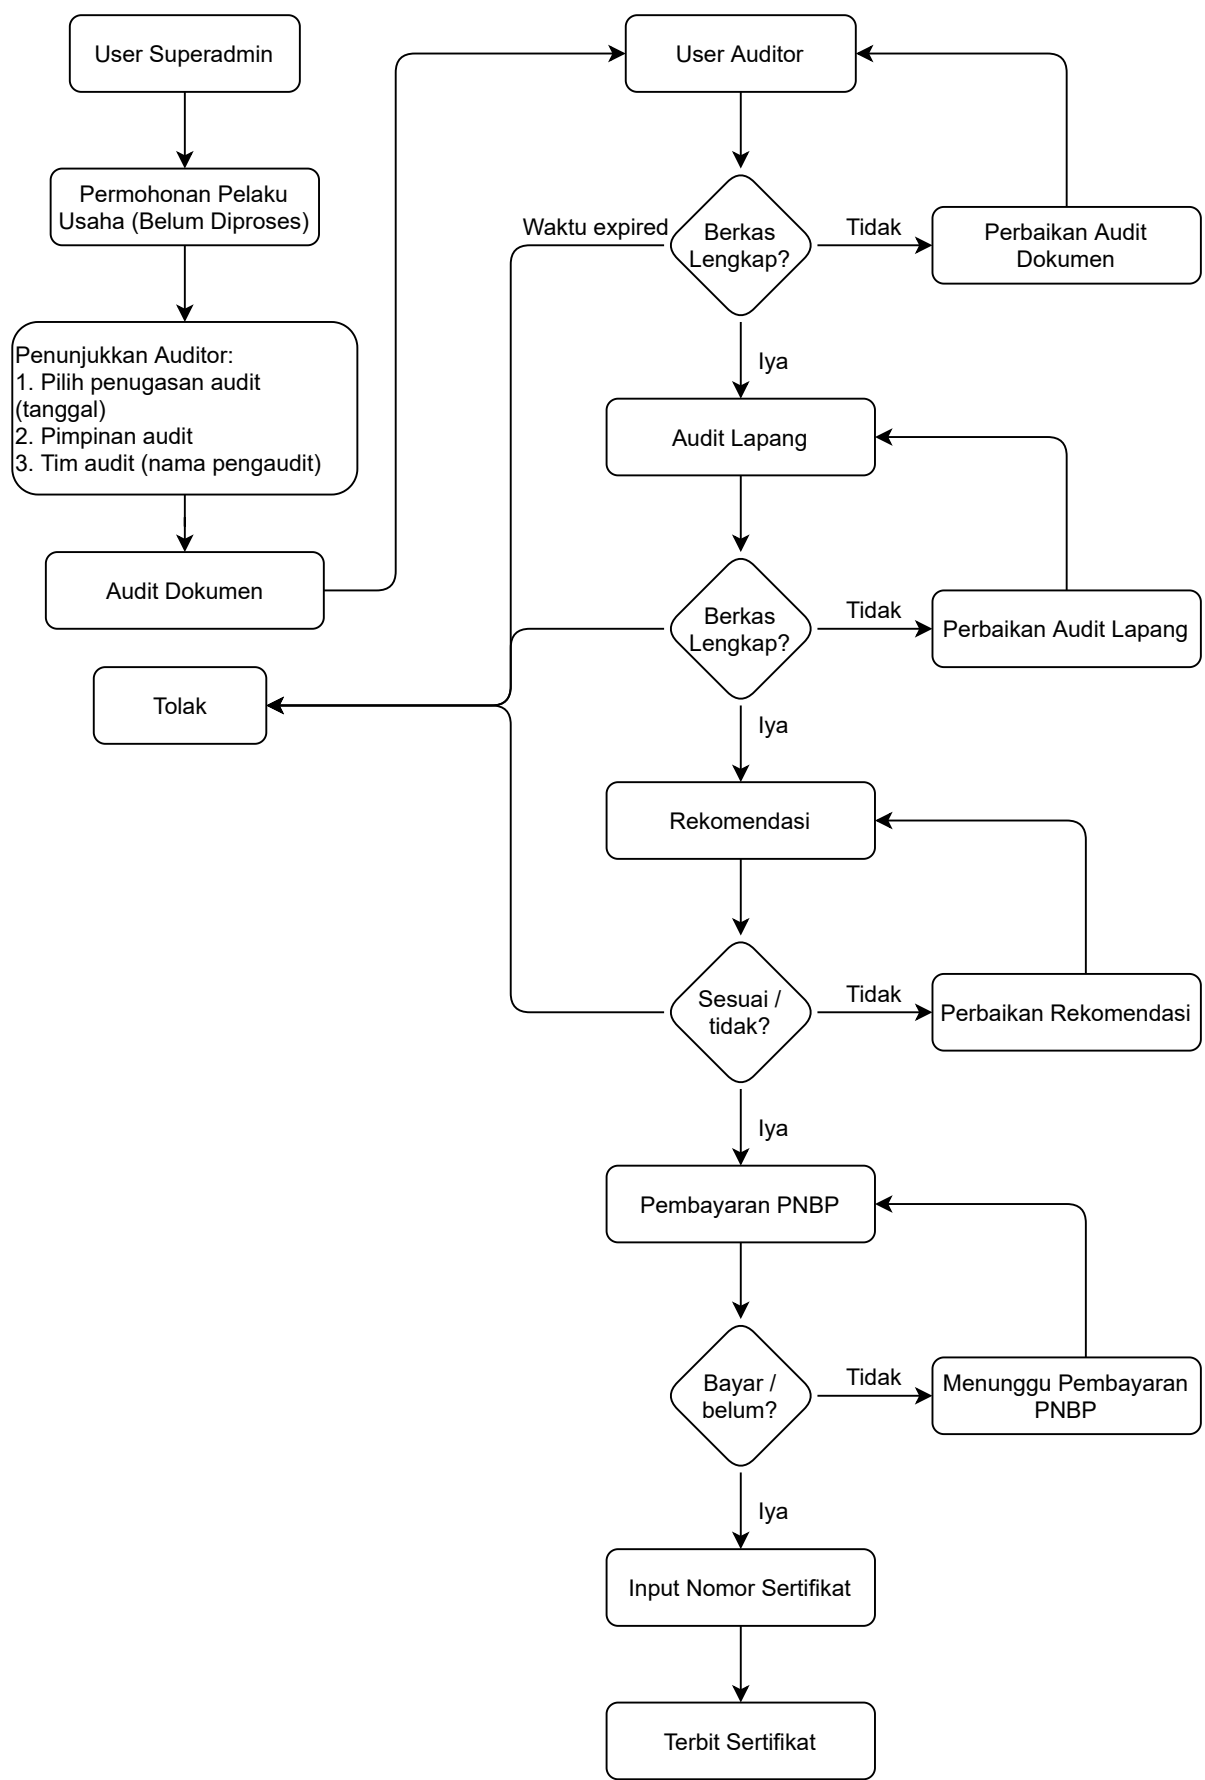 User Superadmin
Permohonan Pelaku
Usaha (Belum Diproses)
Penunjukkan Auditor:
1. Pilih penugasan audit
(tanggal)
2. Pimpinan audit
3. Tim audit (nama pengaudit)
Audit Dokumen
Tolak
User Auditor
Waktu expired
Berkas
Lengkap?
Tidak
Perbaikan Audit
Dokumen
Iya
Audit Lapang
Berkas
Lengkap?
Tidak
Perbaikan Audit Lapang
Iya
Rekomendasi
Sesuai /
tidak?
Tidak
Perbaikan Rekomendasi
Iya
Pembayaran PNBP
Bayar /
belum?
Tidak
Menunggu Pembayaran
PNBP
Iya
Input Nomor Sertifikat
Terbit Sertifikat